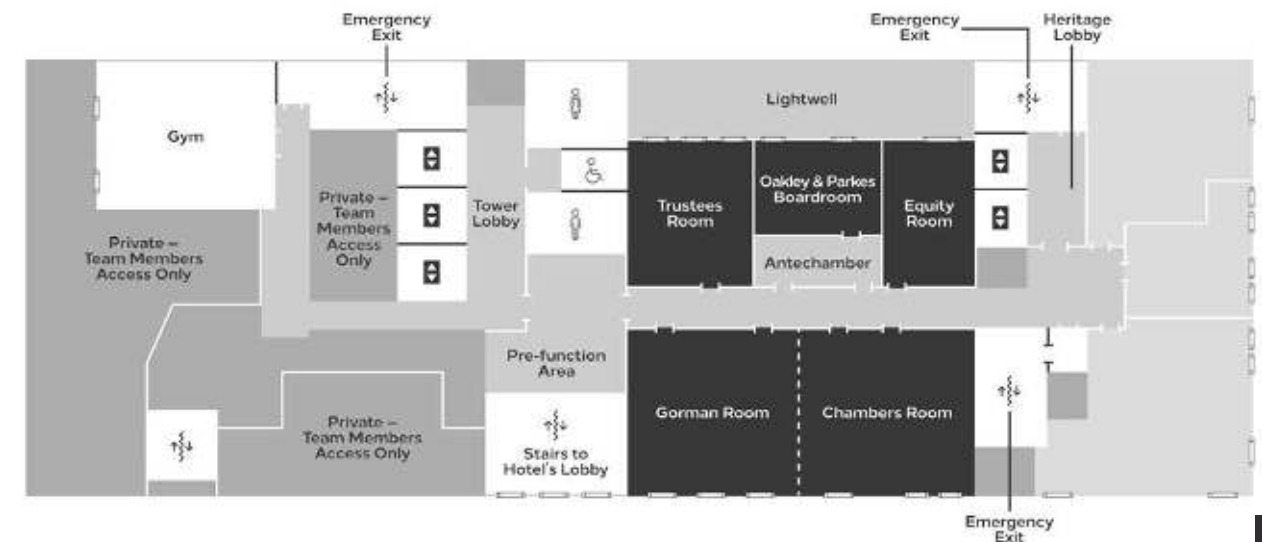 Emergency
Exit
Emergency
Exit
Heritage
Lobby
Lightwell
Gym
Private –
Team
Members
Access
Only
Tower
Lobby
Trustees
Room
Oakley & Parkes
Boardroom
Equity
Room
Private –
Team Members
Access Only
Antechamber
Pre-function
Area
Gorman Room
Chambers Room
Private –
Team Members
Access Only
Stairs to
Hotel's Lobby
Emergency
Exit